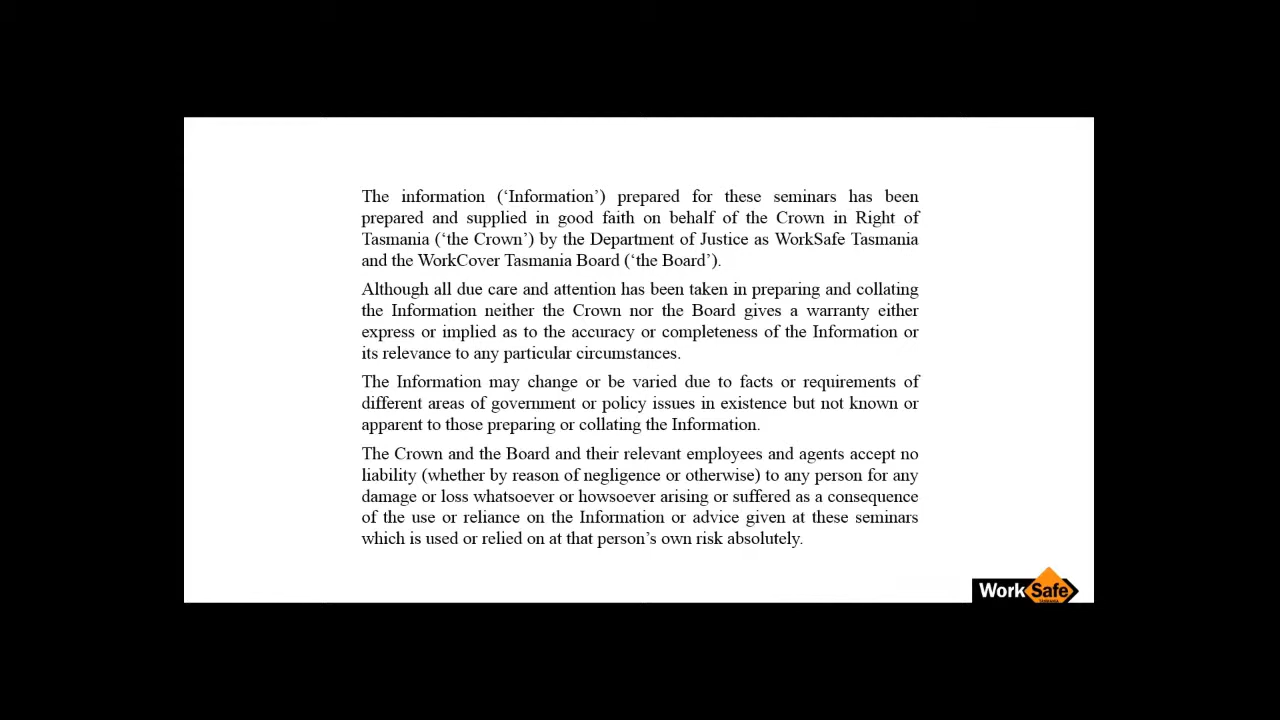 The information (‘Information’) prepared for these seminars has been
prepared and supplied in good faith on behalf of the Crown in Right of
Tasmania (‘the Crown’) by the Department of Justice as WorkSafe Tasmania
and the WorkCover Tasmania Board (‘the Board’).
Although all due care and attention has been taken in preparing and collating
the Information neither the Crown nor the Board gives a warranty either
express or implied as to the accuracy or completeness of the Information or
its relevance to any particular circumstances.
The Information may change or be varied due to facts or requirements of
different areas of government or policy issues in existence but not known or
apparent to those preparing or collating the Information.
The Crown and the Board and their relevant employees and agents accept no
liability (whether by reason of negligence or otherwise) to any person for any
damage or loss whatsoever or howsoever arising or suffered as a consequence
of the use or reliance on the Information or advice given at these seminars
which is used or relied on at that person’s own risk absolutely.
WorkSafe
TASMANIA